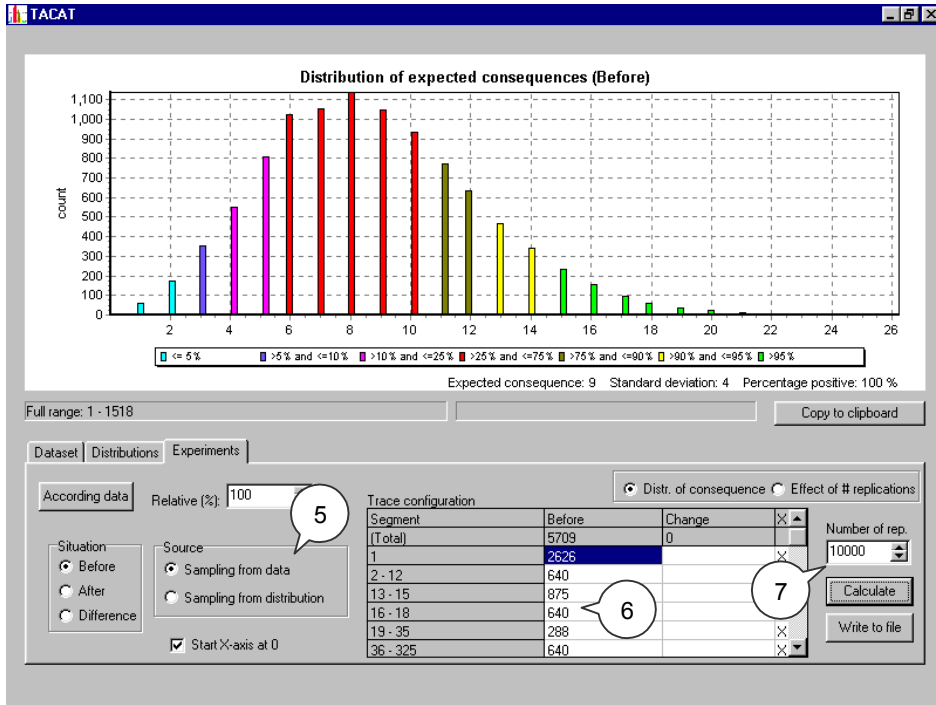 TACAT
Distribution of expected consequences (Before)
count
1,100
1,000
900
800
700
600
500
400
300
200
100
0
2 4 6 8 10 12 14 16 18 20 22 24 26
<= 5% >5% and <=10% >10% and <=25% >25% and <=75% >75% and <=90% >90% and <=95% >95%
Expected consequence: 9 Standard deviation: 4 Percentage positive: 100 %
Full range: 1 - 1518 Copy to clipboard
Dataset Distributions Experiments
According data Relative (%): 100
Distr. of consequence Effect of # replications
5
Trace configuration
Segment Before Change X
(Total) 5709 0
1 2626 X
2 - 12 640
13 - 15 875
16 - 18 640
19 - 35 288 X
36 - 325 640 X
6
Number of rep.
10000
7
Calculate
Write to file
Situation
Before
After
Difference
Source
Sampling from data
Sampling from distribution
Start X-axis at 0